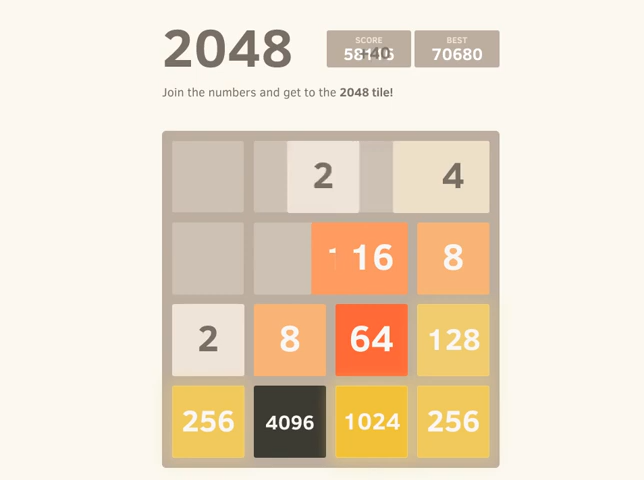 2048
SCORE
BEST
70680
Join the numbers and get to the 2048 tile!
2 4
16 8
2 8 64 128
256 4096 1024 256